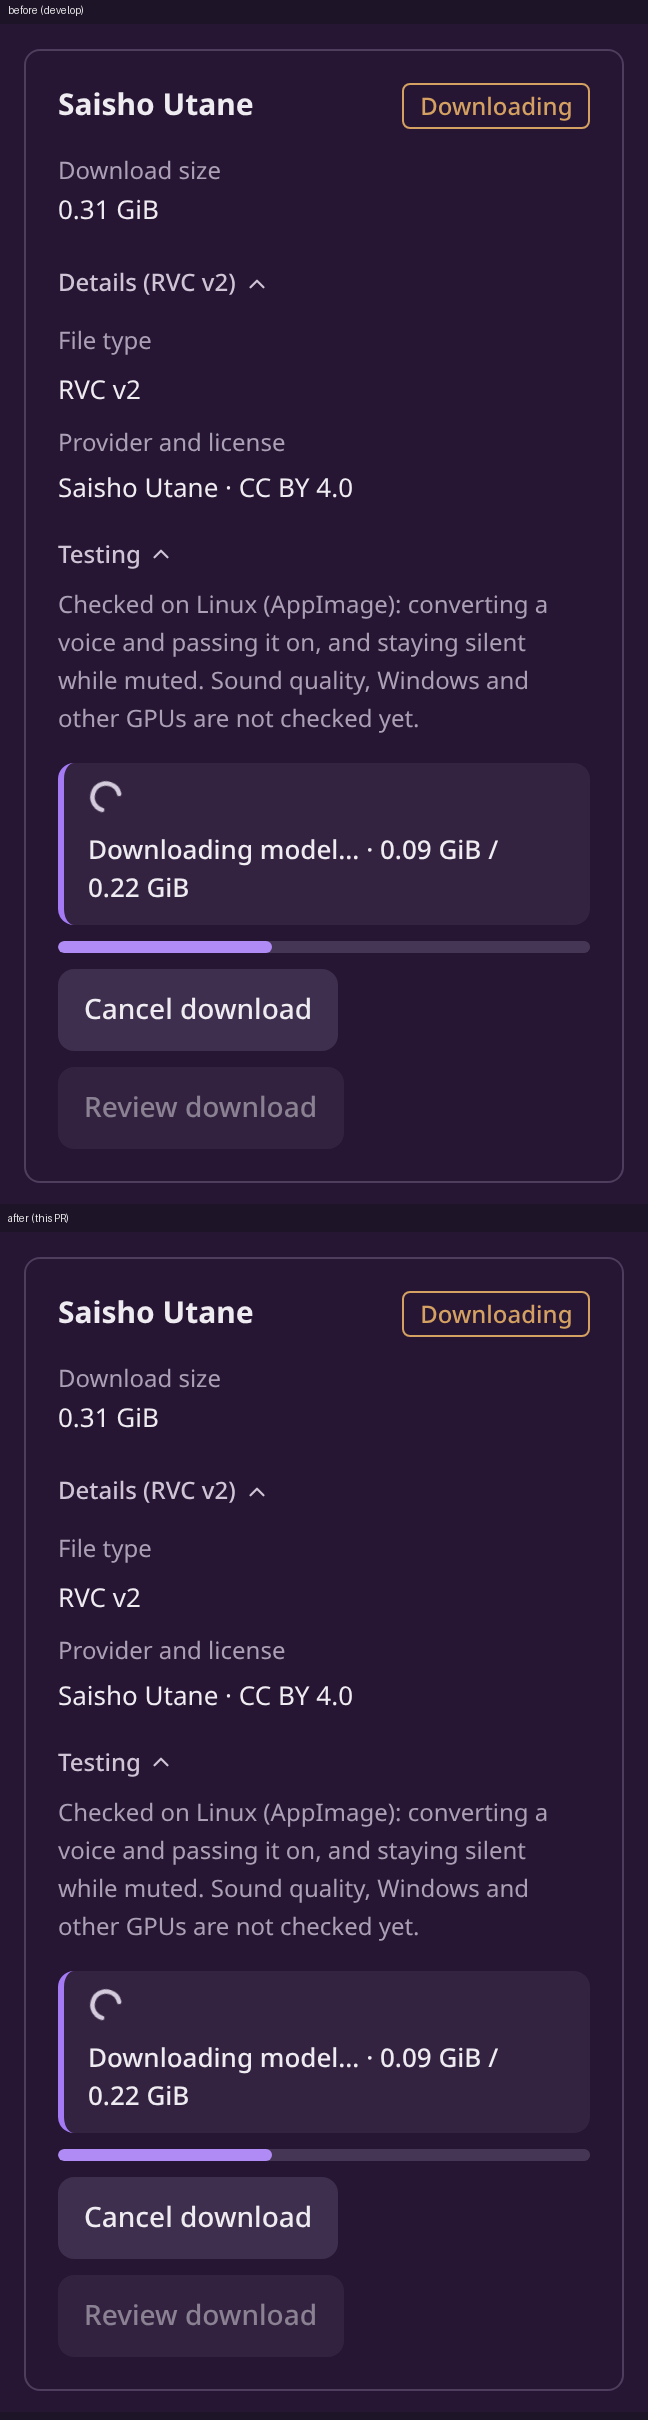 before (develop)
Saisho Utane
Downloading
Download size
0.31 GiB
Details (RVC v2)
File type
RVC v2
Provider and license
Saisho Utane · CC BY 4.0
Testing
Checked on Linux (AppImage): converting a
voice and passing it on, and staying silent
while muted. Sound quality, Windows and
other GPUs are not checked yet.
Downloading model... · 0.09 GiB /
0.22 GiB
Cancel download
Review download
after (this PR)
Saisho Utane
Downloading
Download size
0.31 GiB
Details (RVC v2)
File type
RVC v2
Provider and license
Saisho Utane · CC BY 4.0
Testing
Checked on Linux (AppImage): converting a
voice and passing it on, and staying silent
while muted. Sound quality, Windows and
other GPUs are not checked yet.
Downloading model... · 0.09 GiB /
0.22 GiB
Cancel download
Review download